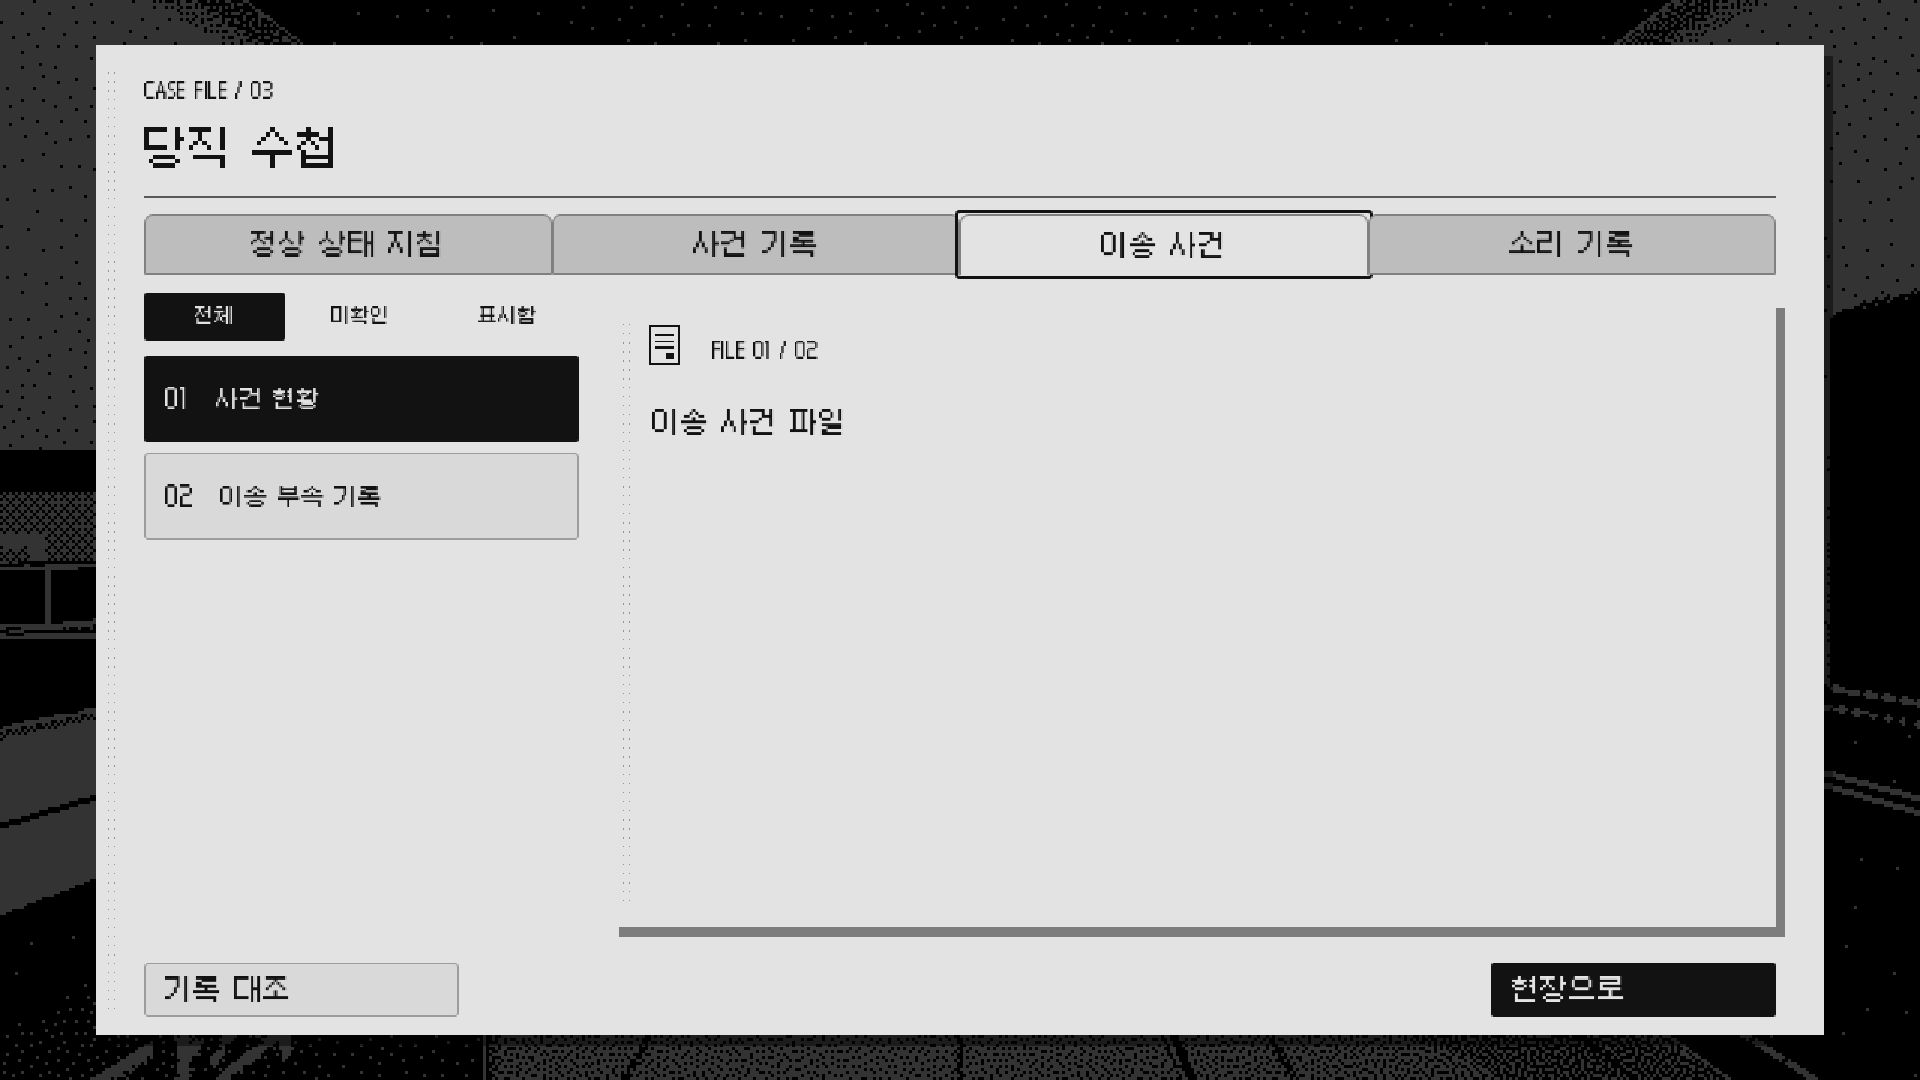 CASE FILE / 03
당직 수첩
정상 상태 지침
사건 기록
이송 사건
소리 기록
전체
미확인
표시함
01 사건 현황
02 이송 부속 기록
FILE 01 / 02
이송 사건 파일
기록 대조
현장으로